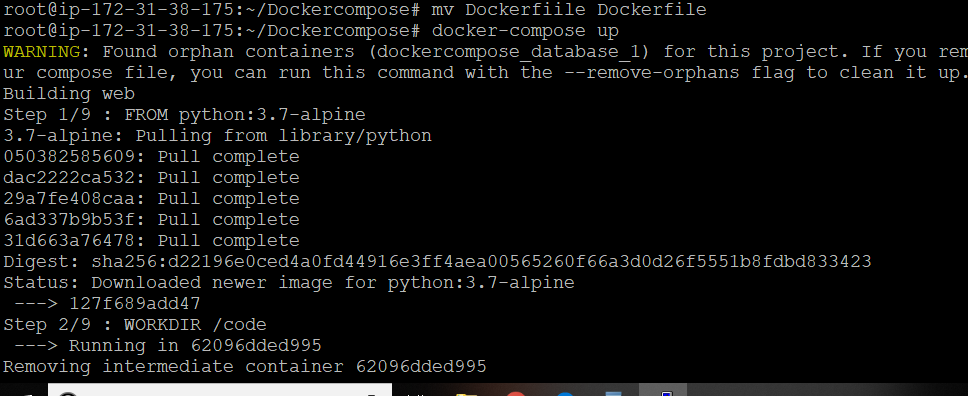 root@ip-172-31-38-175:~/Dockercompose# mv Dockerfiile Dockerfile
root@ip-172-31-38-175:~/Dockercompose# docker-compose up
WARNING: Found orphan containers (dockercompose_database_1) for this project. If you rem
ur compose file, you can run this command with the --remove-orphans flag to clean it up.
Building web
Step 1/9 : FROM python:3.7-alpine
3.7-alpine: Pulling from library/python
050382585609: Pull complete
dac2222ca532: Pull complete
29a7fe408caa: Pull complete
6ad337b9b53f: Pull complete
31d663a76478: Pull complete
Digest: sha256:d22196e0ced4a0fd44916e3ff4aea00565260f66a3d0d26f5551b8fdbd833423
Status: Downloaded newer image for python:3.7-alpine
 ---> 127f689add47
Step 2/9 : WORKDIR /code
 ---> Running in 62096dded995
Removing intermediate container 62096dded995